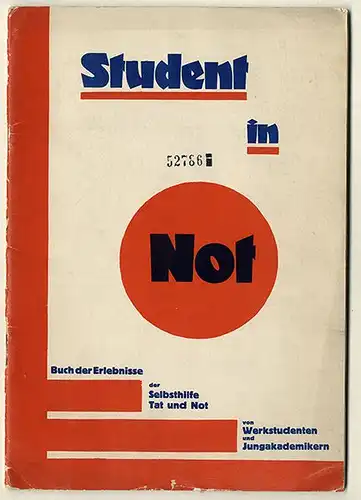 Student
in
52786
Not
Buch der Erlebnisse
der
Selbsthilfe
Tat und Not
von
Werkstudenten
und
Jungakademikern